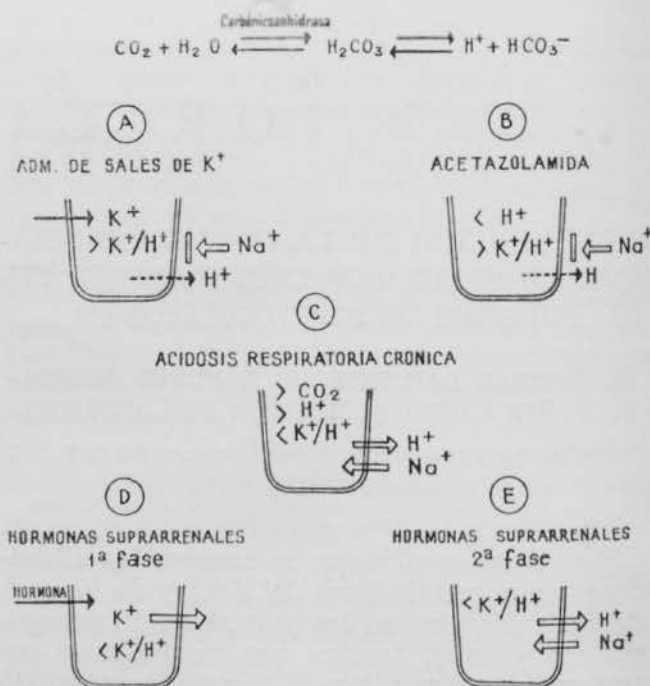 Carbónicoanhidrasa
CO₂ + H₂O ⇌ H₂CO₃ ⇌ H⁺ + HCO₃⁻
A
ADM. DE SALES DE K⁺
K⁺
> K⁺/H⁺
Na⁺
H⁺
B
ACETAZOLAMIDA
< H⁺
> K⁺/H⁺
Na⁺
H
C
ACIDOSIS RESPIRATORIA CRONICA
> CO₂
> H⁺
< K⁺/H⁺
H⁺
Na⁺
D
HORMONAS SUPRARRENALES
1ª fase
HORMONA
K⁺
< K⁺/H⁺
E
HORMONAS SUPRARRENALES
2ª fase
< K⁺/H⁺
H⁺
Na⁺